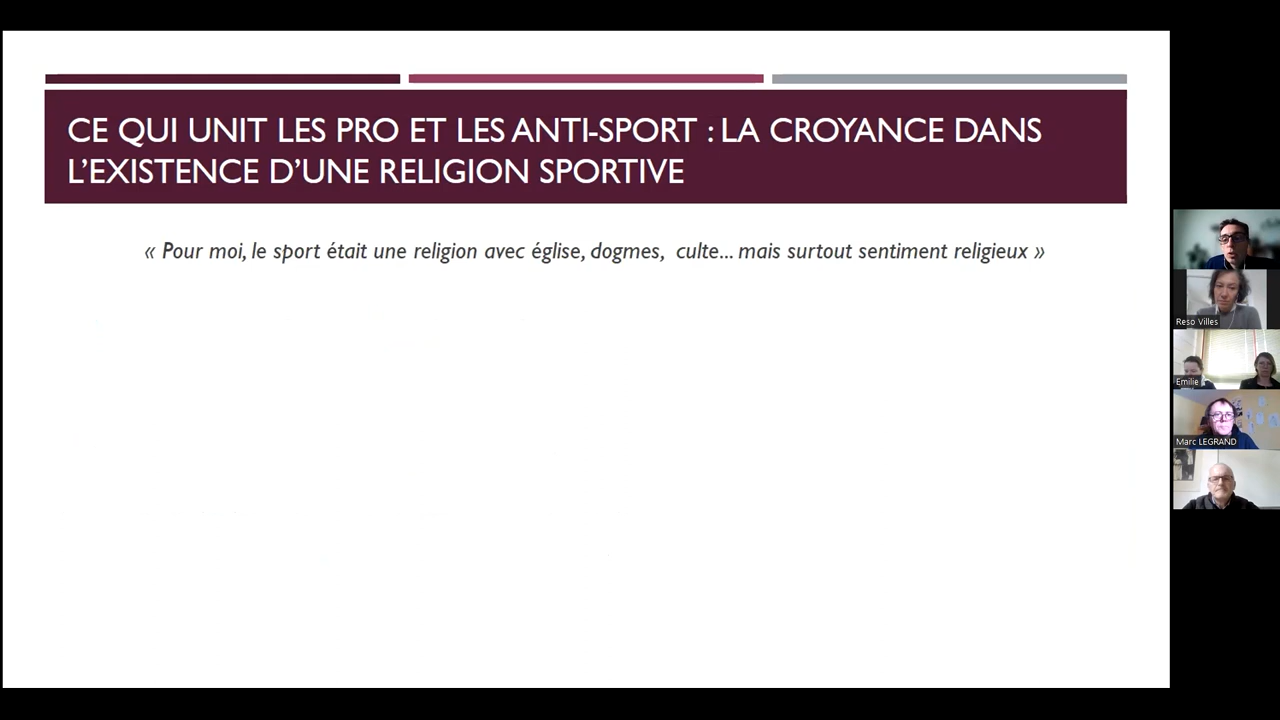 CE QUI UNIT LES PRO ET LES ANTI-SPORT : LA CROYANCE DANS
L'EXISTENCE D'UNE RELIGION SPORTIVE
« Pour moi, le sport était une religion avec église, dogmes, culte... mais surtout sentiment religieux »
Reso Villes
Emilie
Marc LEGRAND